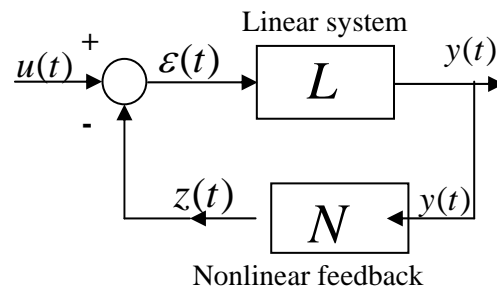 Linear system
+
u(t)
ε(t)
L
y(t)
-
z(t)
N
y(t)
Nonlinear feedback